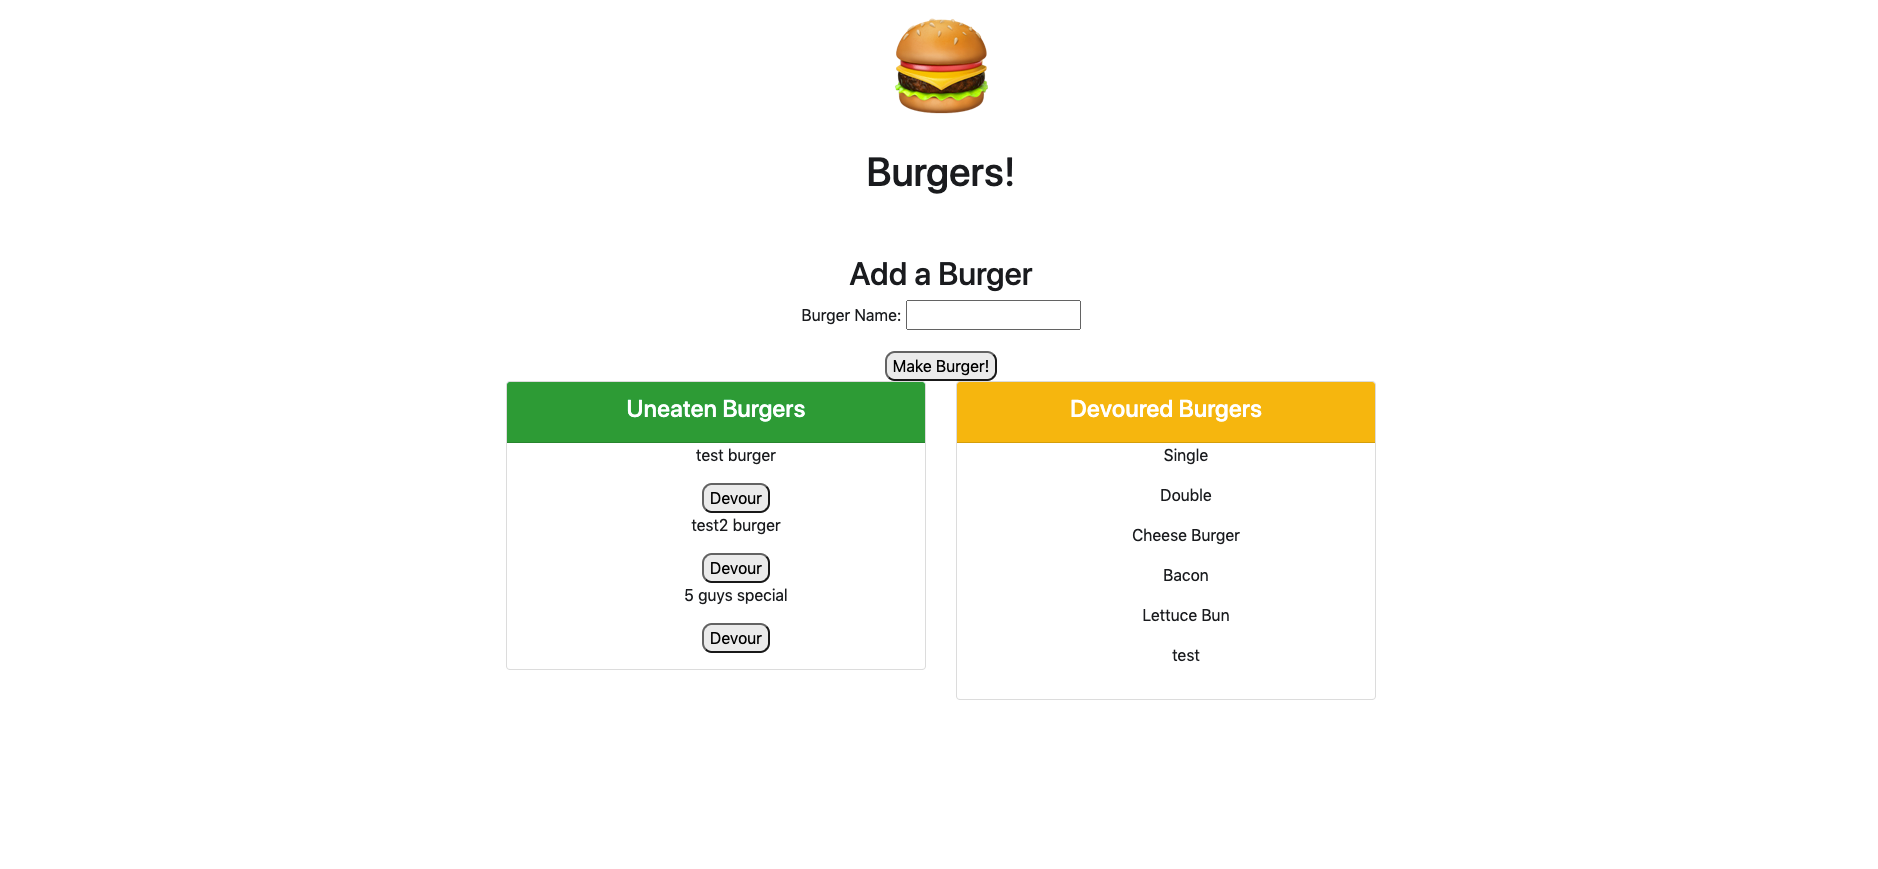 Burgers!
Add a Burger
Burger Name:
Make Burger!
Uneaten Burgers
test burger
Devour
test2 burger
Devour
5 guys special
Devour
Devoured Burgers
Single
Double
Cheese Burger
Bacon
Lettuce Bun
test